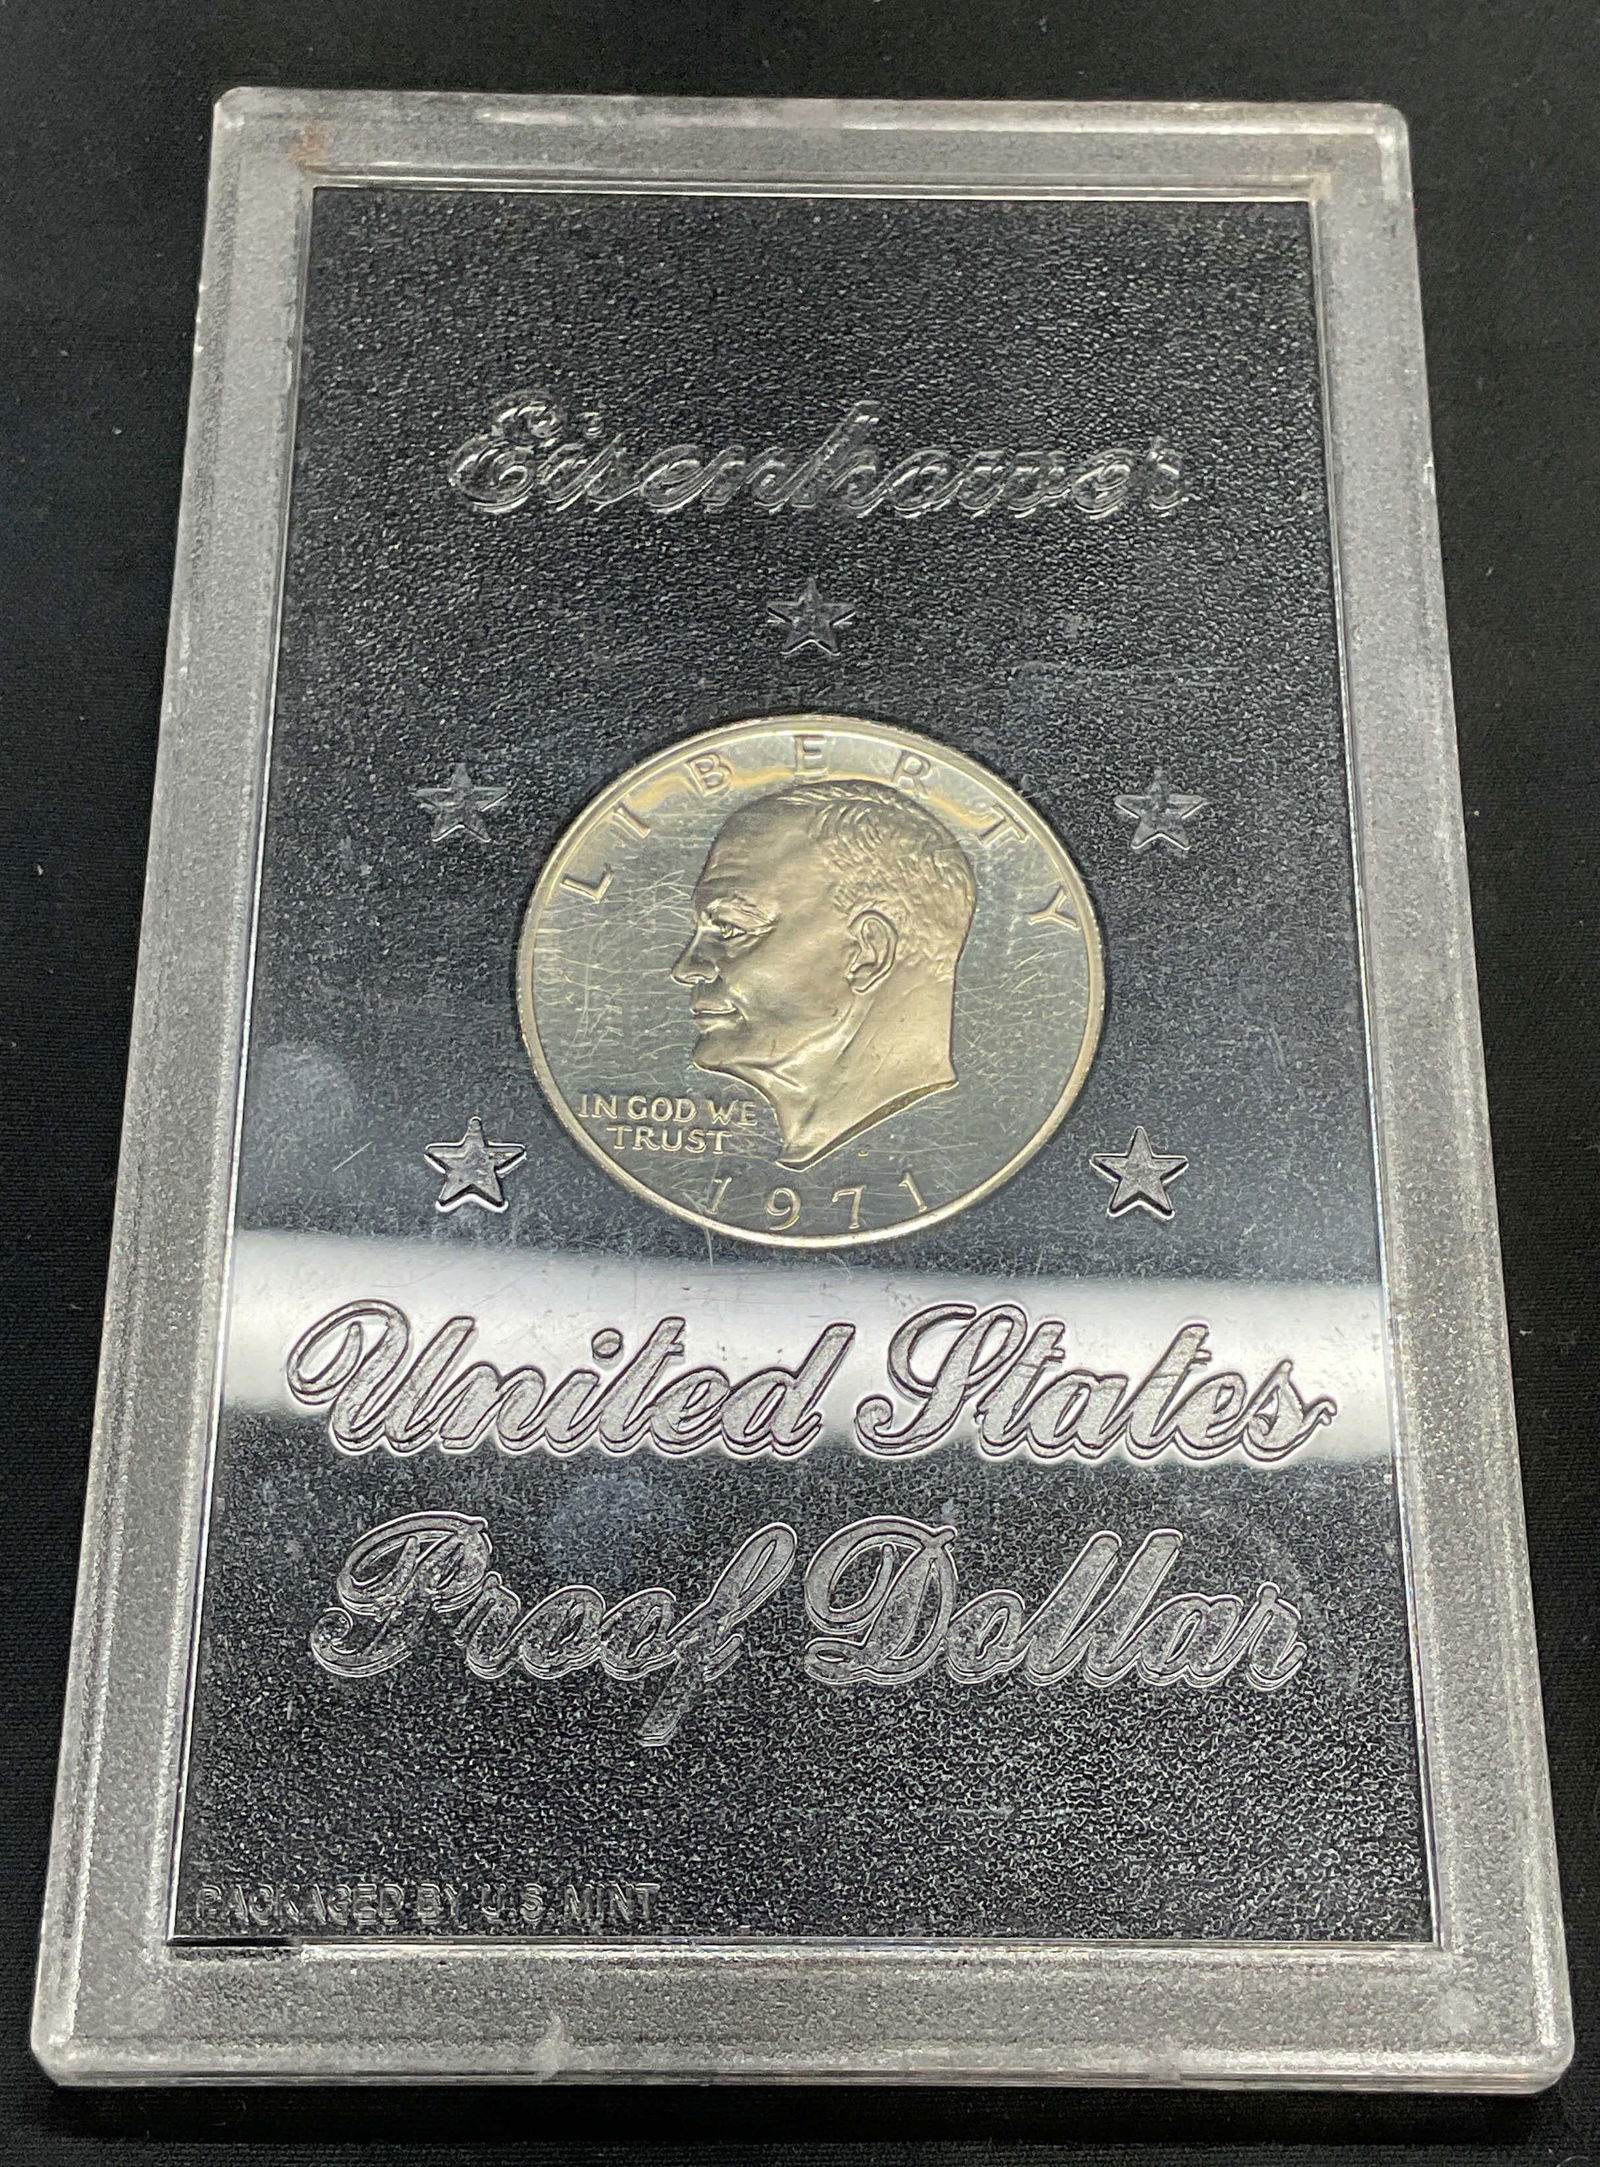 Eisenhower
LIBERTY
IN GOD WE
TRUST
1971
United States
Proof Dollar
PACKAGED BY U.S. MINT